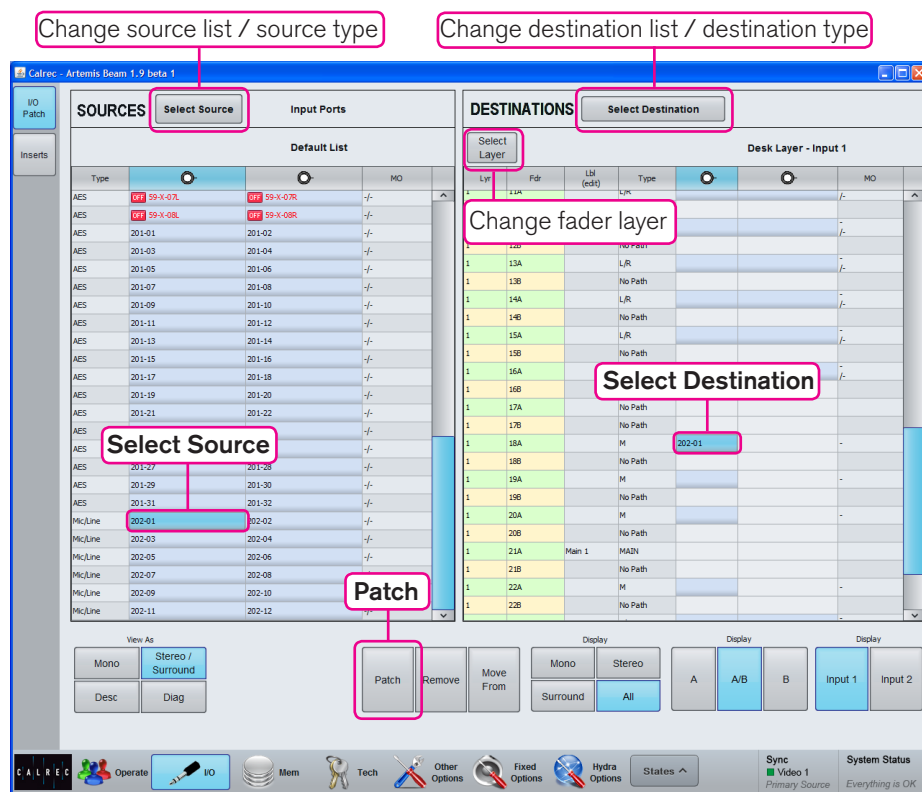 Change source list / source type
Change destination list / destination type
Calrec - Artemis Beam 1.9 beta 1
I/O
Patch
Inserts
SOURCES
Select Source
Input Ports
Default List
Type
MO
AES OFF 59-X-07L OFF 59-X-07R -/-
AES OFF 59-X-08L OFF 59-X-08R -/-
AES 201-01 201-02 -/-
AES 201-03 201-04 -/-
AES 201-05 201-06 -/-
AES 201-07 201-08 -/-
AES 201-09 201-10 -/-
AES 201-11 201-12 -/-
AES 201-13 201-14 -/-
AES 201-15 201-16 -/-
AES 201-17 201-18 -/-
AES 201-19 201-20 -/-
AES 201-21 201-22 -/-
AES -/-
AES -/-
AES 201-27 201-28 -/-
AES 201-29 201-30 -/-
AES 201-31 201-32 -/-
Mic/Line 202-01 202-02 -/-
Mic/Line 202-03 202-04 -/-
Mic/Line 202-05 202-06 -/-
Mic/Line 202-07 202-08 -/-
Mic/Line 202-09 202-10
Mic/Line 202-11 202-12 -/-
Select Source
Patch
DESTINATIONS
Select Destination
Select
Layer
Desk Layer - Input 1
Lyr Fdr Lbl
(edit) Type MO
1 11A L/R -/-
Change fader layer
-/-
1 12B No Path
1 13A L/R -/-
1 13B No Path
1 14A L/R -/-
1 14B No Path
1 15A L/R -/-
1 15B No Path
1 16A -/-
1 16B
1 17A No Path
1 17B No Path
1 18A M 202-01 -
1 18B No Path
1 19A M -
1 19B No Path
1 20A M -
1 20B No Path
1 21A Main 1 MAIN
1 21B No Path
1 22A M -
1 22B No Path
Select Destination
View As
Mono
Stereo /
Surround
Desc
Diag
Patch
Remove
Move
From
Display
Mono
Stereo
Surround
All
Display
A
A/B
B
Display
Input 1
Input 2
CALREC
Operate
I/O
Mem
Tech
Other
Options
Fixed
Options
Hydra
Options
States ^
Sync
Video 1
Primary Source
System Status
Everything is OK